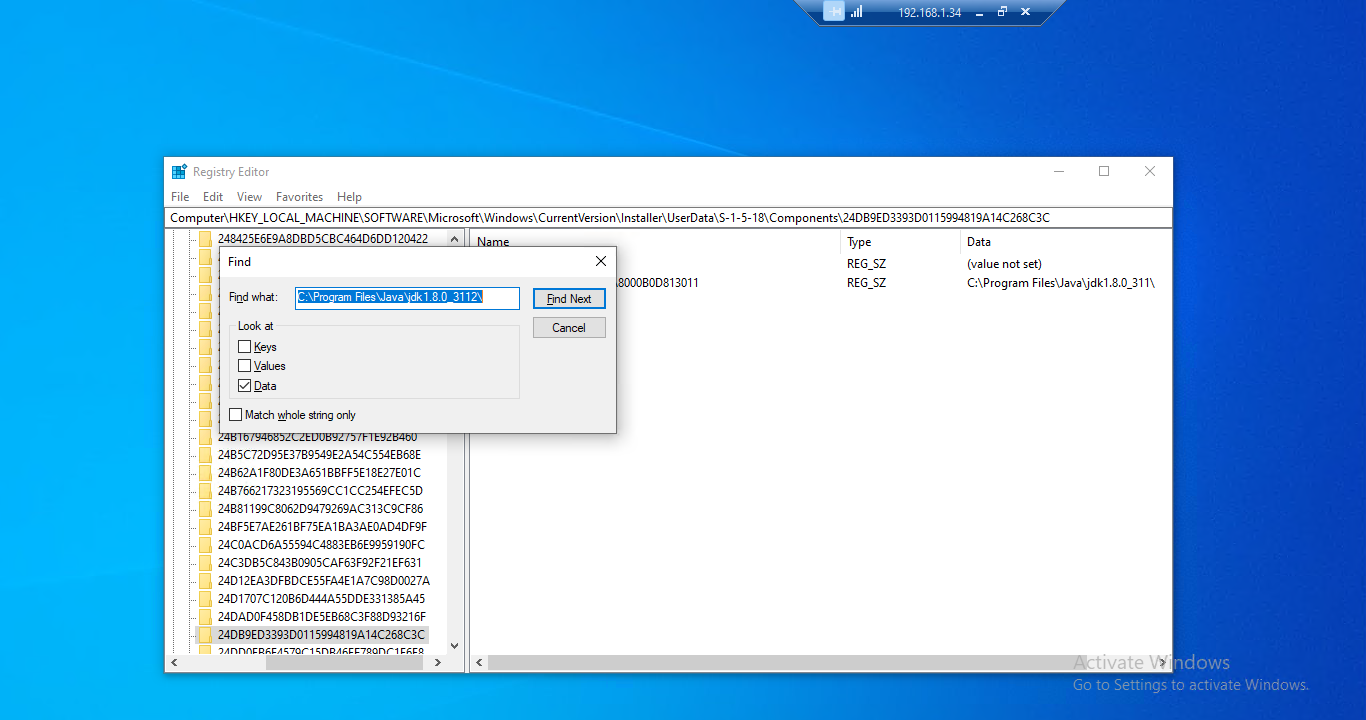 192.168.1.34
Registry Editor
File Edit View Favorites Help
Computer\HKEY_LOCAL_MACHINE\SOFTWARE\Microsoft\Windows\CurrentVersion\Installer\UserData\S-1-5-18\Components\24DB9ED3393D0115994819A14C268C3C
248425E6E9A8DBD5CBC464D6DD120422
Name Type Data
REG_SZ (value not set)
8000B0D813011 REG_SZ C:\Program Files\Java\jdk1.8.0_311\
Find
Find what: C:\Program Files\Java\jdk1.8.0_3112\ Find Next
Look at Cancel
Keys
Values
Data
Match whole string only
24B167946852C2ED0B92757F1E92B460
24B5C72D95E37B9549E2A54C554EB68E
24B62A1F80DE3A651BBFF5E18E27E01C
24B766217323195569CC1CC254EFEC5D
24B81199C8062D9479269AC313C9CF86
24BF5E7AE261BF75EA1BA3AE0AD4DF9F
24C0ACD6A55594C4883EB6E9959190FC
24C3DB5C843B0905CAF63F92F21EF631
24D12EA3DFBDCE55FA4E1A7C98D0027A
24D1707C120B6D444A55DDE331385A45
24DAD0F458DB1DE5EB68C3F88D93216F
24DB9ED3393D0115994819A14C268C3C
Activate Windows
Go to Settings to activate Windows.